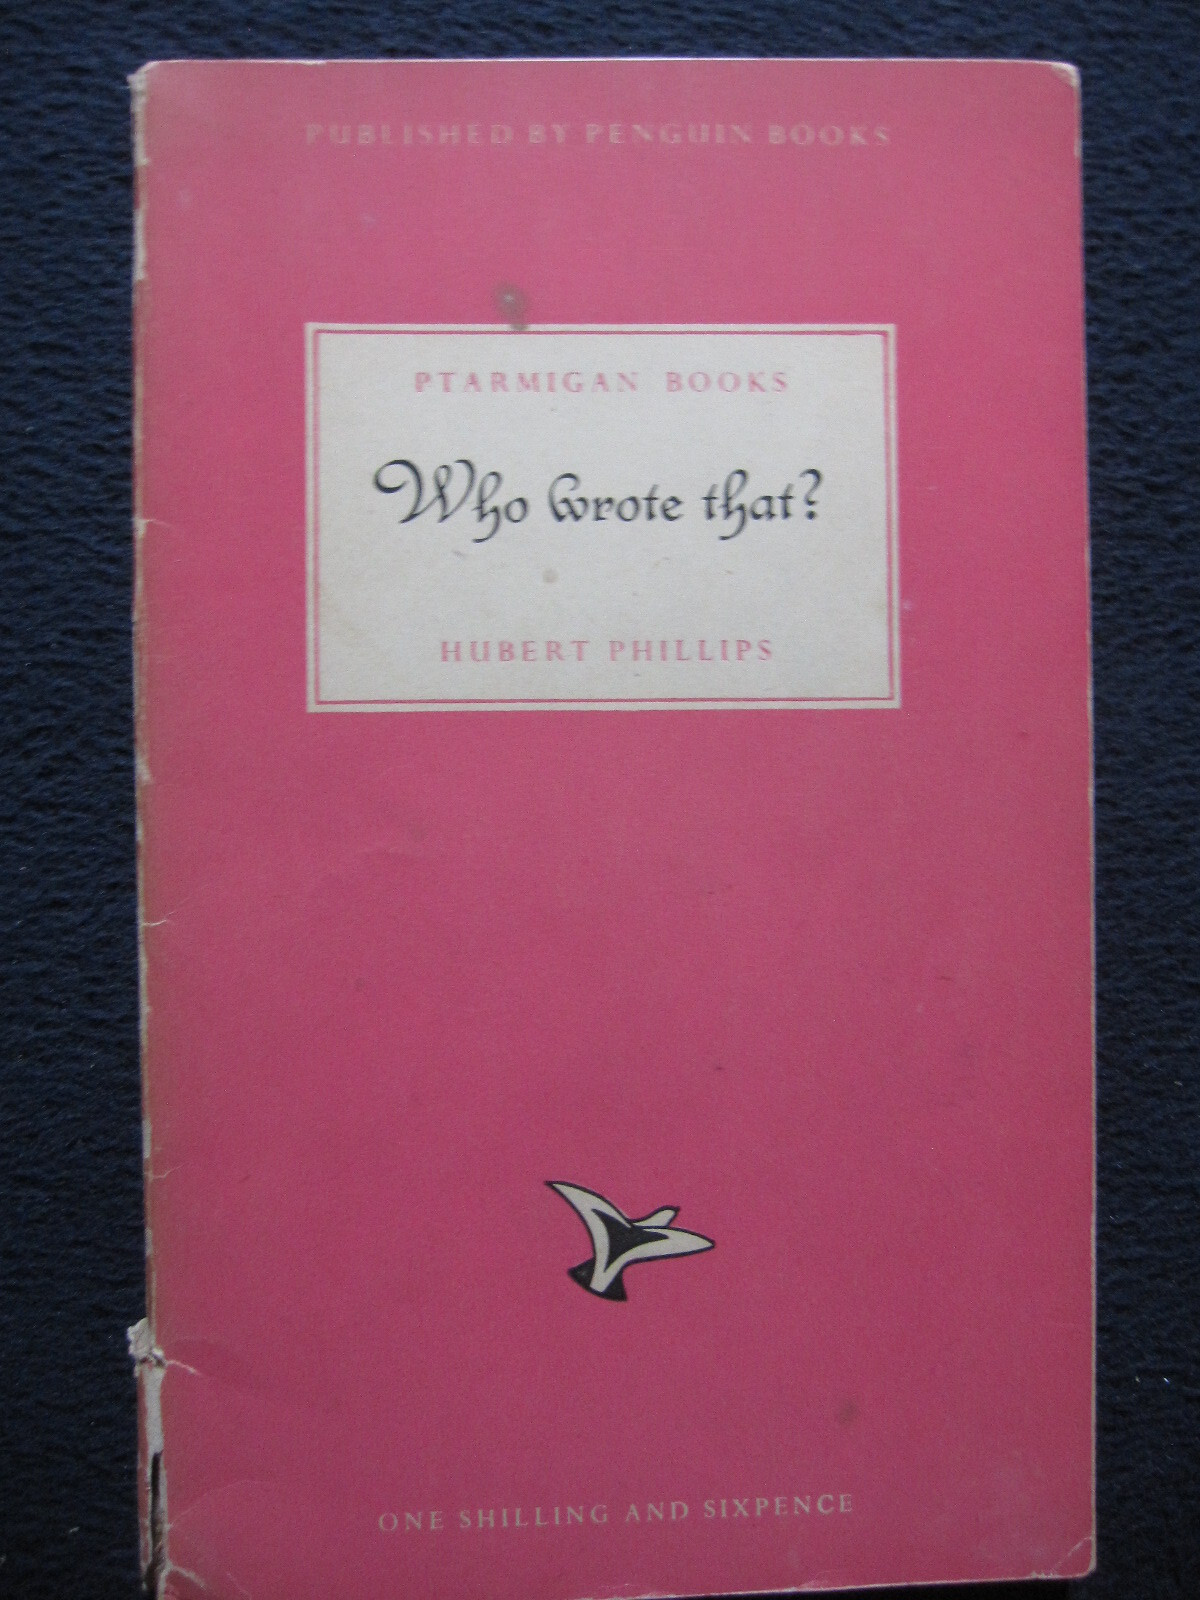 PUBLISHED BY PENGUIN BOOKS
PTARMIGAN BOOKS
Who wrote that?
HUBERT PHILLIPS
ONE SHILLING AND SIXPENCE